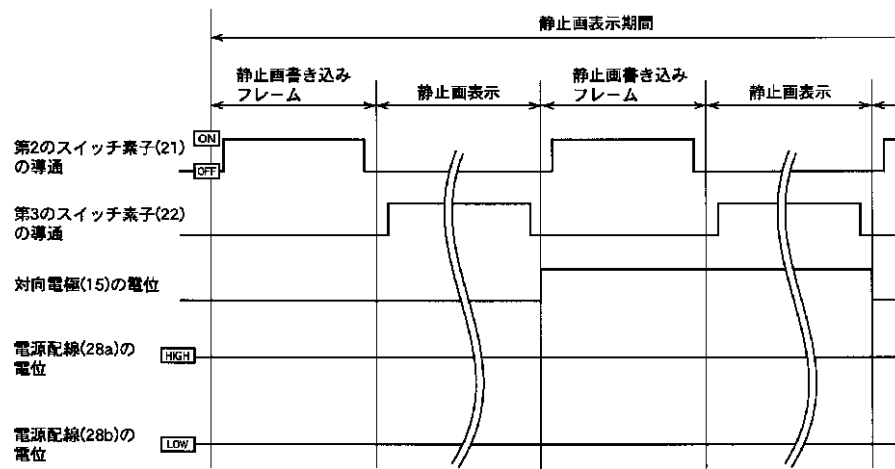 静止画表示期間
静止画書き込み
フレーム
静止画表示
静止画書き込み
フレーム
静止画表示
第2のスイッチ素子(21)
の導通
ON
OFF
第3のスイッチ素子(22)
の導通
対向電極(15)の電位
電源配線(28a)の
電位
HIGH
電源配線(28b)の
電位
LOW